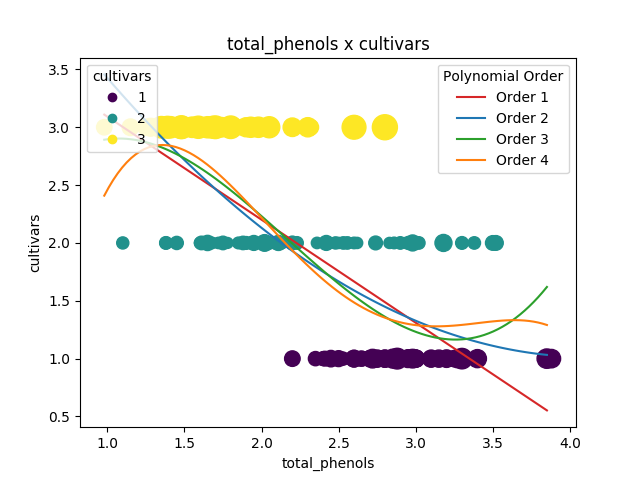 total_phenols x cultivars
cultivars
1
2
3
Polynomial Order
Order 1
Order 2
Order 3
Order 4
3.5
3.0
2.5
2.0
1.5
1.0
0.5
cultivars
1.0 1.5 2.0 2.5 3.0 3.5 4.0
total_phenols